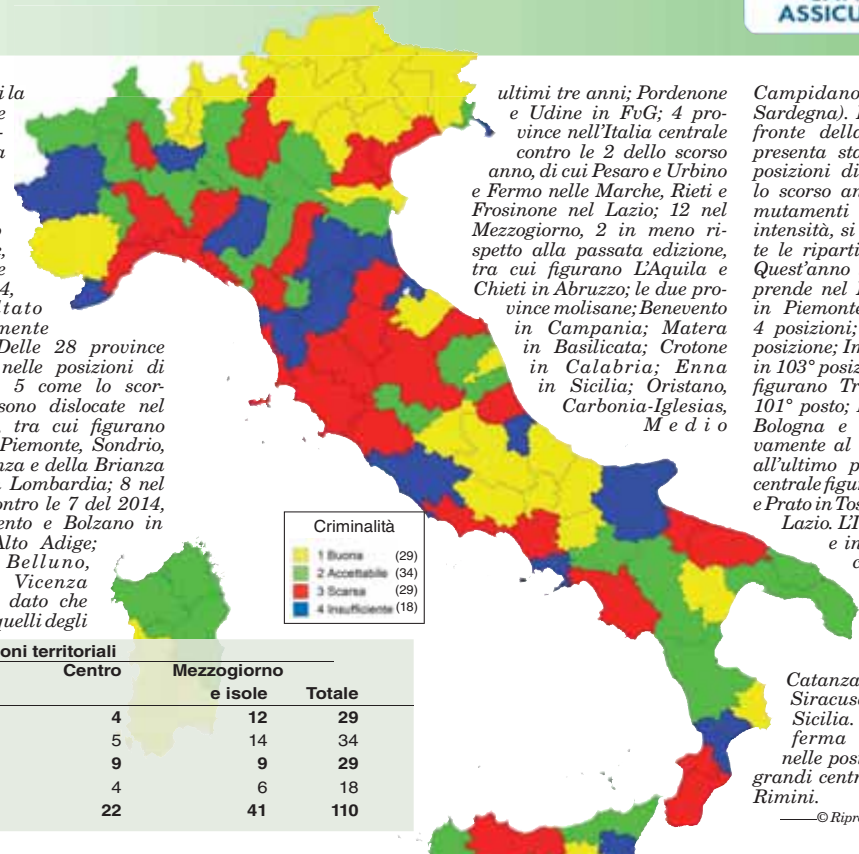 ASSICU
i la
e
-
a
e,
e
4,
ltato
mente
Delle 28 province
nelle posizioni di
5 come lo scor-
sono dislocate nel
, tra cui figurano
Piemonte, Sondrio,
nza e della Brianza
Lombardia; 8 nel
ontro le 7 del 2014,
ento e Bolzano in
Alto Adige;
Belluno,
Vicenza
dato che
quelli degli
ultimi tre anni; Pordenone
e Udine in FvG; 4 pro-
vince nell'Italia centrale
contro le 2 dello scorso
anno, di cui Pesaro e Urbino
e Fermo nelle Marche, Rieti e
Frosinone nel Lazio; 12 nel
Mezzogiorno, 2 in meno ri-
spetto alla passata edizione,
tra cui figurano L'Aquila e
Chieti in Abruzzo; le due pro-
vince molisane; Benevento
in Campania; Matera
in Basilicata; Crotone
in Calabria; Enna
in Sicilia; Oristano,
Carbonia-Iglesias,
Medio
Campidano
Sardegna).
fronte della
presenta sta
posizioni di
lo scorso an
mutamenti
intensità, si
te le riparti
Quest'anno
prende nel
in Piemonte
4 posizioni;
posizione; In
in 103° posiz
figurano Tr
101° posto;
Bologna e
vamente al
all'ultimo p
centrale figu
e Prato in Tos
Lazio. L'I
e in
c
Catanza
Siracus
Sicilia.
ferma
nelle posi
grandi centr
Rimini.
© Ripr
Criminalità
1 Buona (29)
2 Accettabile (34)
3 Scarsa (29)
4 Insufficiente (18)
oni territoriali
Centro Mezzogiorno
e isole Totale
4 12 29
5 14 34
9 9 29
4 6 18
22 41 110